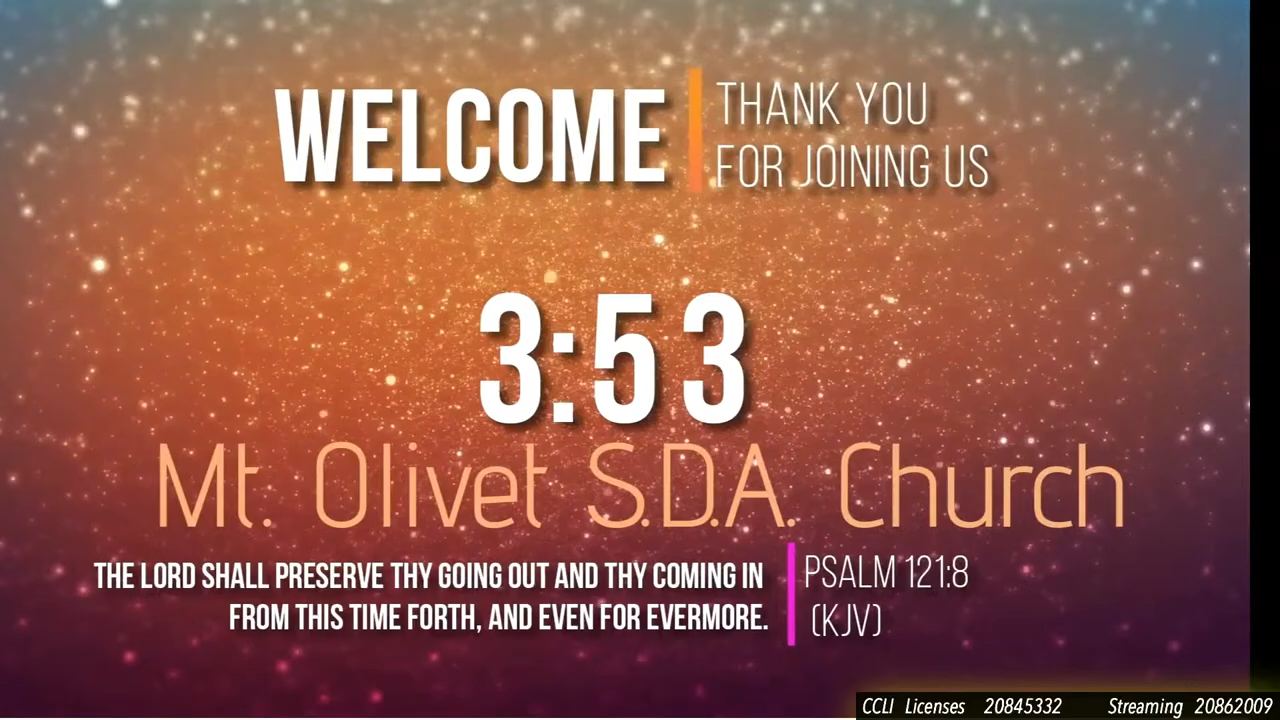 WELCOME
THANK YOU
FOR JOINING US
3:53
Mt. Olivet S.D.A. Church
THE LORD SHALL PRESERVE THY GOING OUT AND THY COMING IN
FROM THIS TIME FORTH, AND EVEN FOR EVERMORE.
PSALM 121:8
(KJV)
CCLI Licenses 20845332 Streaming 20862009